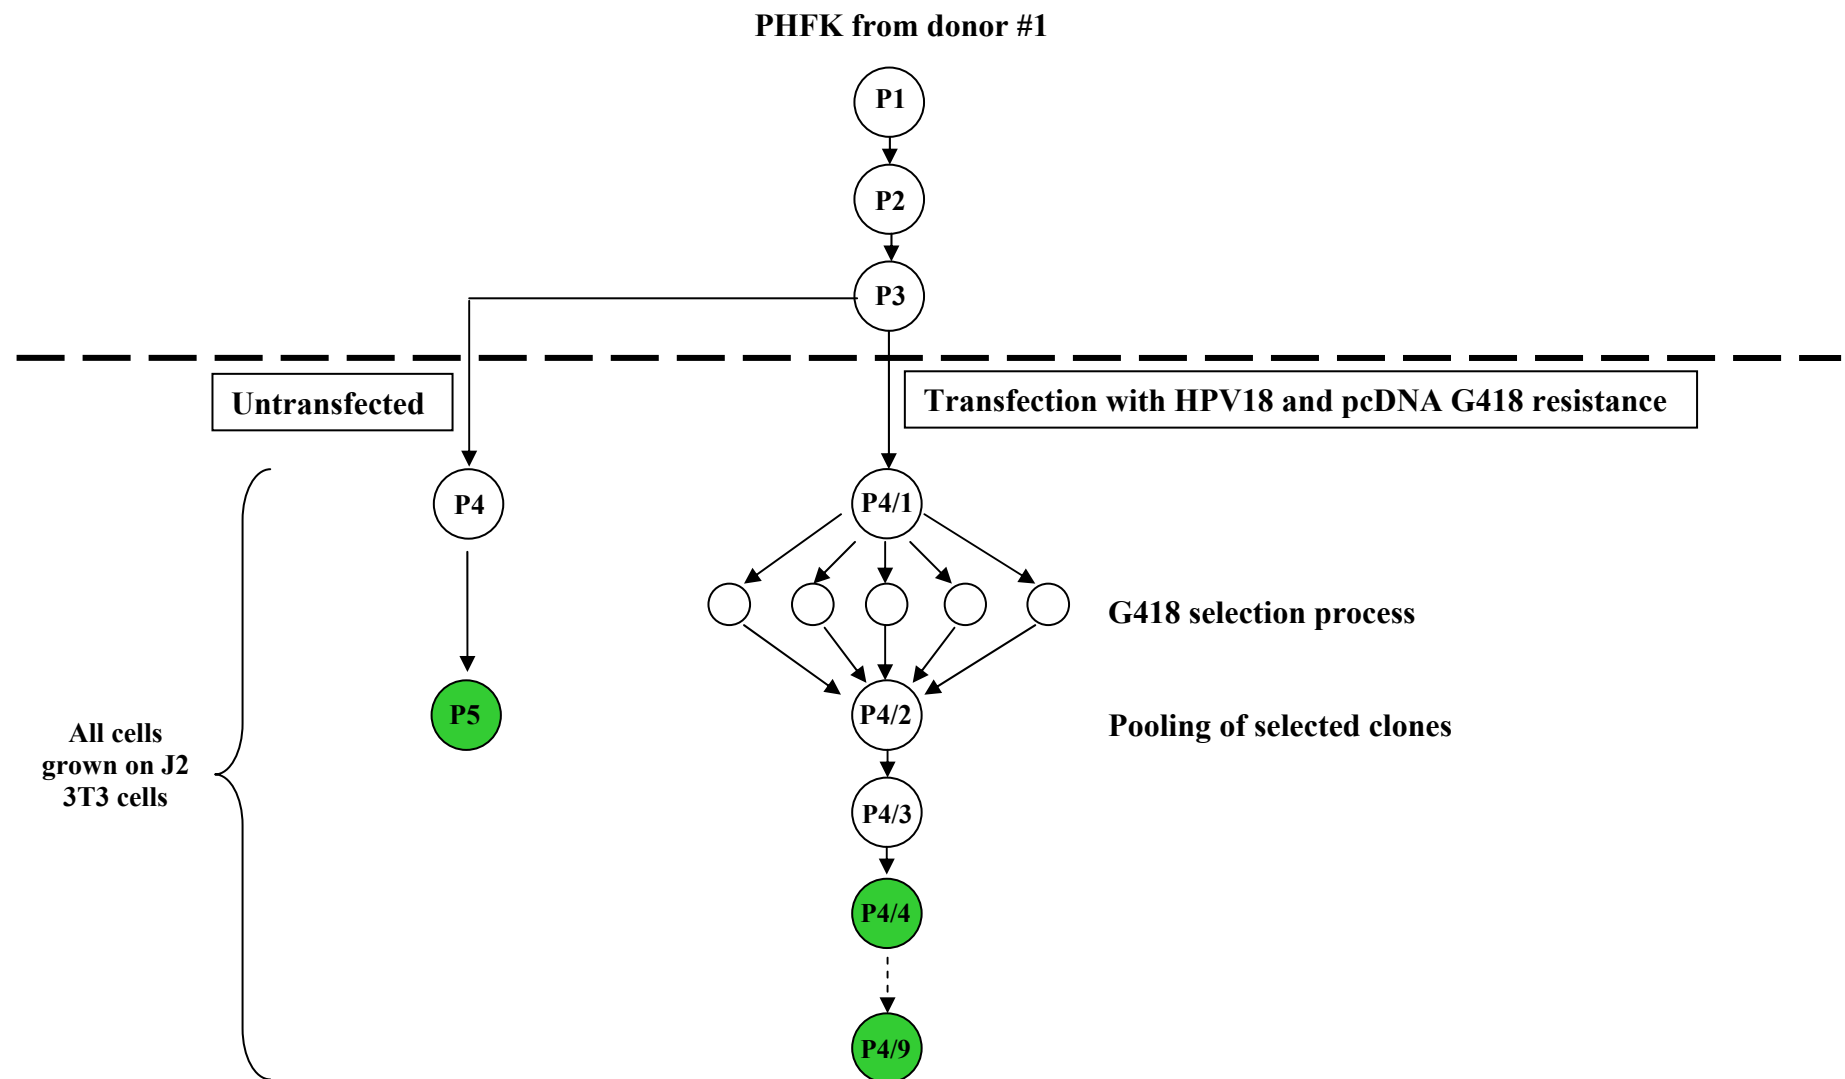 PHFK from donor #1
P1
P2
P3
Untransfected
Transfection with HPV18 and pcDNA G418 resistance
P4
P4/1
G418 selection process
P5
P4/2
Pooling of selected clones
All cells
grown on J2
3T3 cells
P4/3
P4/4
P4/9